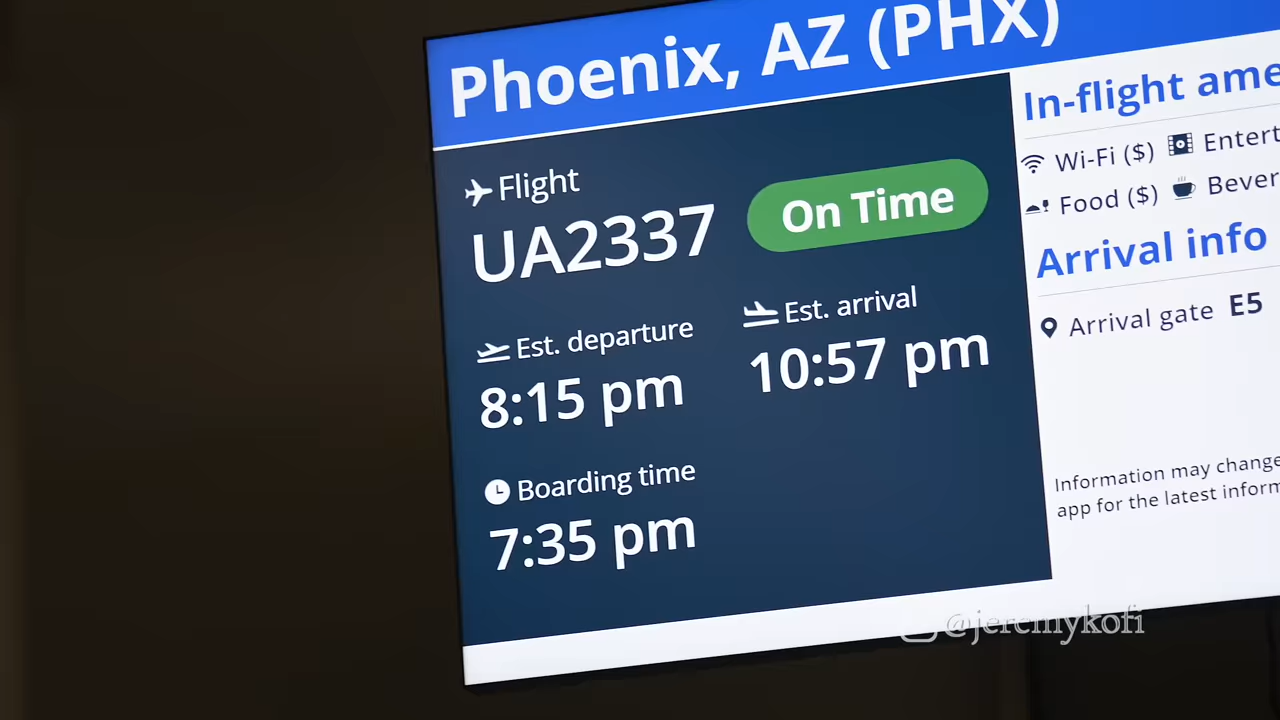 Phoenix, AZ (PHX)
Flight
UA2337
On Time
Est. departure
8:15 pm
Est. arrival
10:57 pm
Boarding time
7:35 pm
In-flight ame
Wi-Fi ($)
Entert
Food ($)
Bever
Arrival info
Arrival gate E5
Information may change
app for the latest inform
@jeremykofi